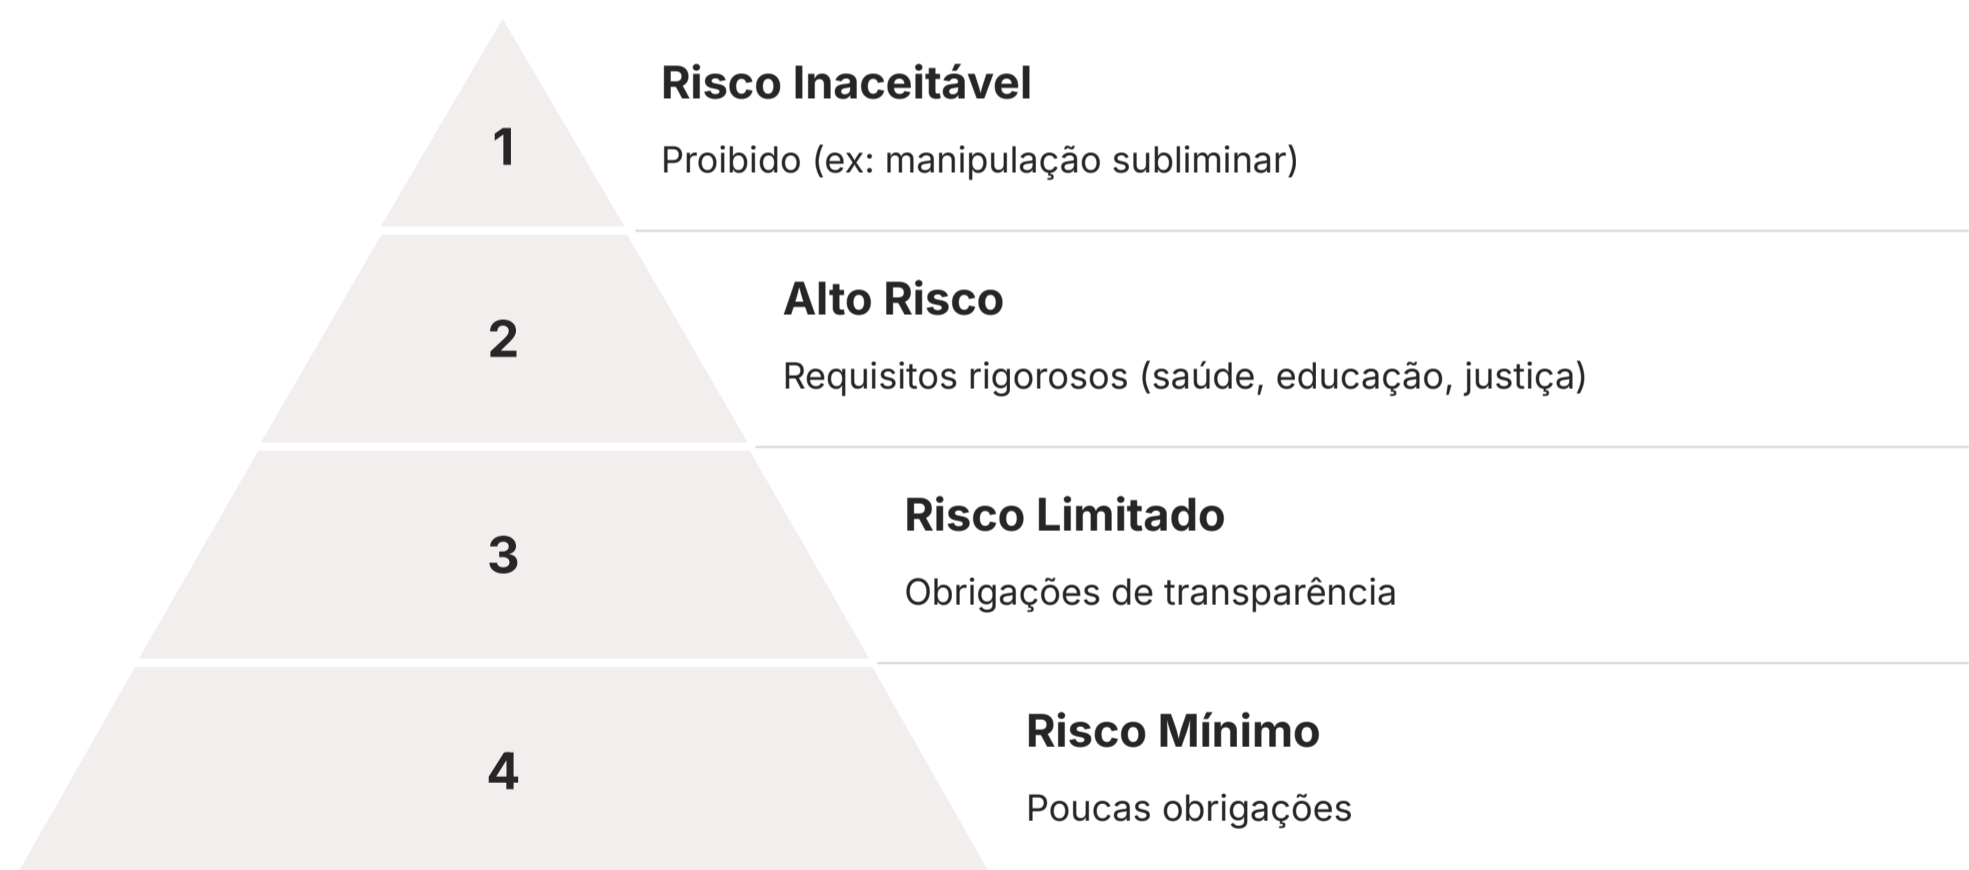 1
Risco Inaceitável
Proibido (ex: manipulação subliminar)
2
Alto Risco
Requisitos rigorosos (saúde, educação, justiça)
3
Risco Limitado
Obrigações de transparência
4
Risco Mínimo
Poucas obrigações